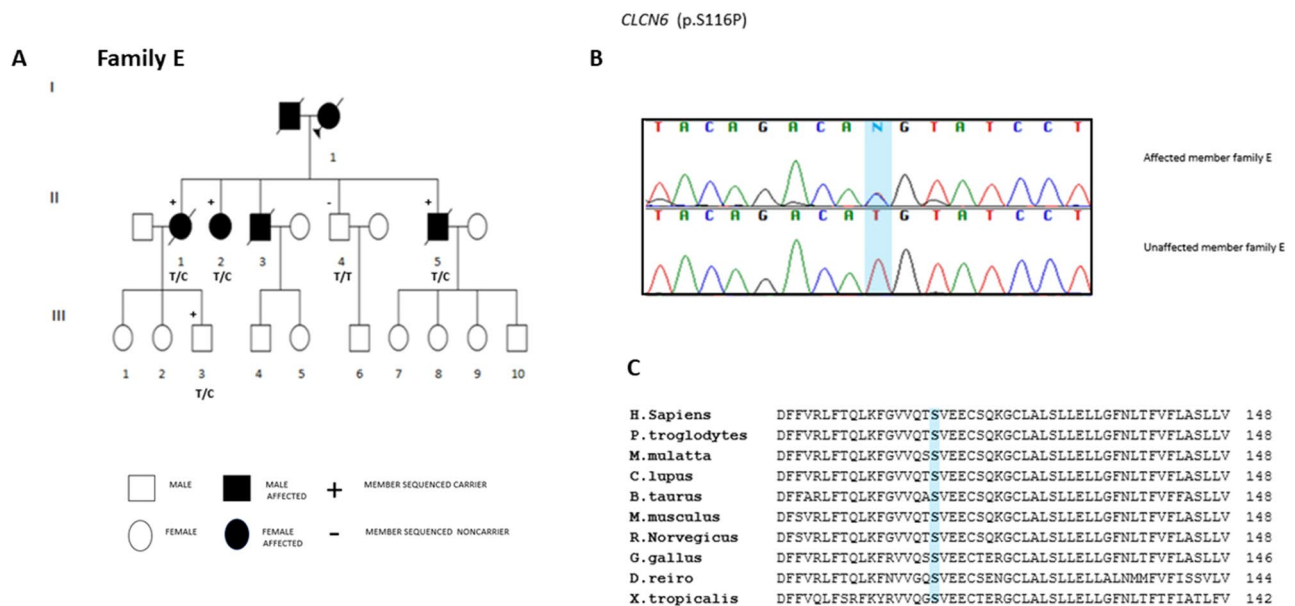 CLCN6 (p.S116P)
A Family E
I
1
II
+ + - +
1 2 3 4 5
T/C T/C T/T T/C
III
+
1 2 3 4 5 6 7 8 9 10
T/C
MALE MALE AFFECTED + MEMBER SEQUENCED CARRIER
FEMALE FEMALE AFFECTED - MEMBER SEQUENCED NONCARRIER
B
T A C A G A C A N G T A T C C T
Affected member family E
T A C A G A C A T G T A T C C T
Unaffected member family E
C
H.Sapiens DFFVRLFTQLKFGVVQTSVEECSQKGCLALSLLELLGFNLTFVFLASLLV 148
P.troglodytes DFFVRLFTQLKFGVVQTSVEECSQKGCLALSLLELLGFNLTFVFLASLLV 148
M.mulatta DFFVRLFTQLKFGVVQSSVEECSQKGCLALSLLELLGFNLTFVFLASLLV 148
C.lupus DFFVRLFTQLKFGVVQTSVEECSQKGCLALSLLELLGFNLTFVFLASLLV 148
B.taurus DFFARLFTQLKFGVVQASVEECSQKGCLALSLLELLGFNLTFVFFASLLV 148
M.musculus DFSVRLFTQLKFGVVQTSVEECSQKGCLALSLLELLGFNLTFVFLASLLV 148
R.Norvegicus DFSVRLFTQLKFGVVQTSVEECSQKGCLALSLLELLGFNLTFVFLASLLV 148
G.gallus DFFVRLFTQLKFRVVQSSVEECTERGCLALSLLELLGFNLTFVFLASLLV 146
D.reiro DFFVRLFTQLKFNVVGQSVEECSENGCLALSLLELLALNMMFVFISSVLV 144
X.tropicalis DFFVQLFSRFKYRVVQGSVEECTERGCLALSLLELLGFNLTFTFIATLFV 142